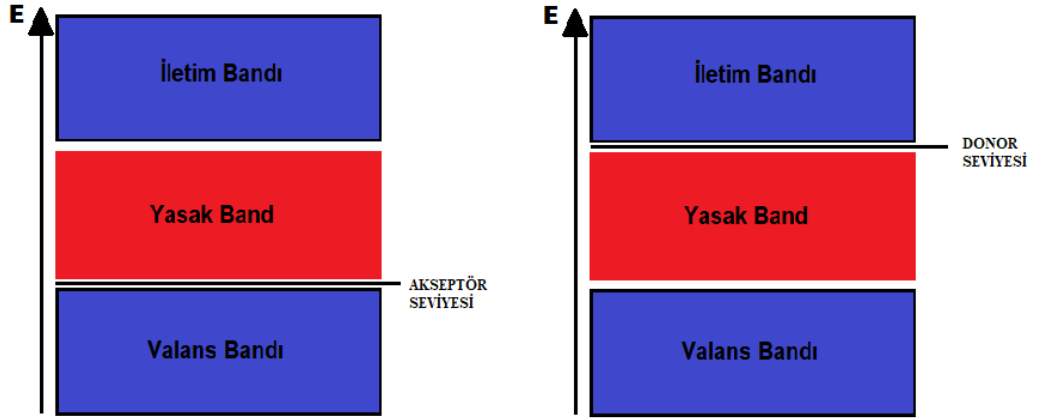 E
İletim Bandı
Yasak Band
AKSEPTÖR
SEVİYESİ
Valans Bandı
E
İletim Bandı
DONOR
SEVİYESİ
Yasak Band
Valans Bandı